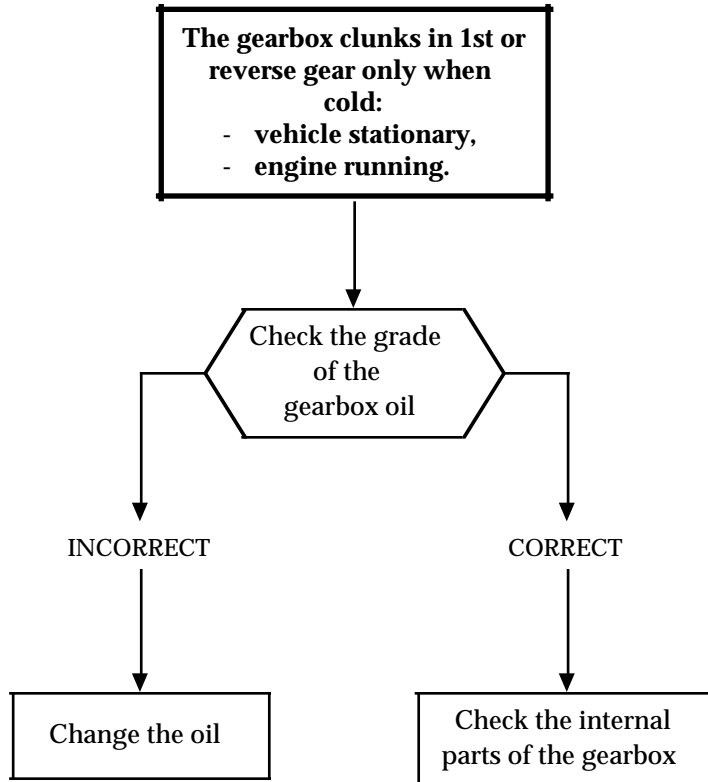 The gearbox clunks in 1st or
reverse gear only when
cold:
- vehicle stationary,
- engine running.
Check the grade
of the
gearbox oil
INCORRECT
CORRECT
Change the oil
Check the internal
parts of the gearbox